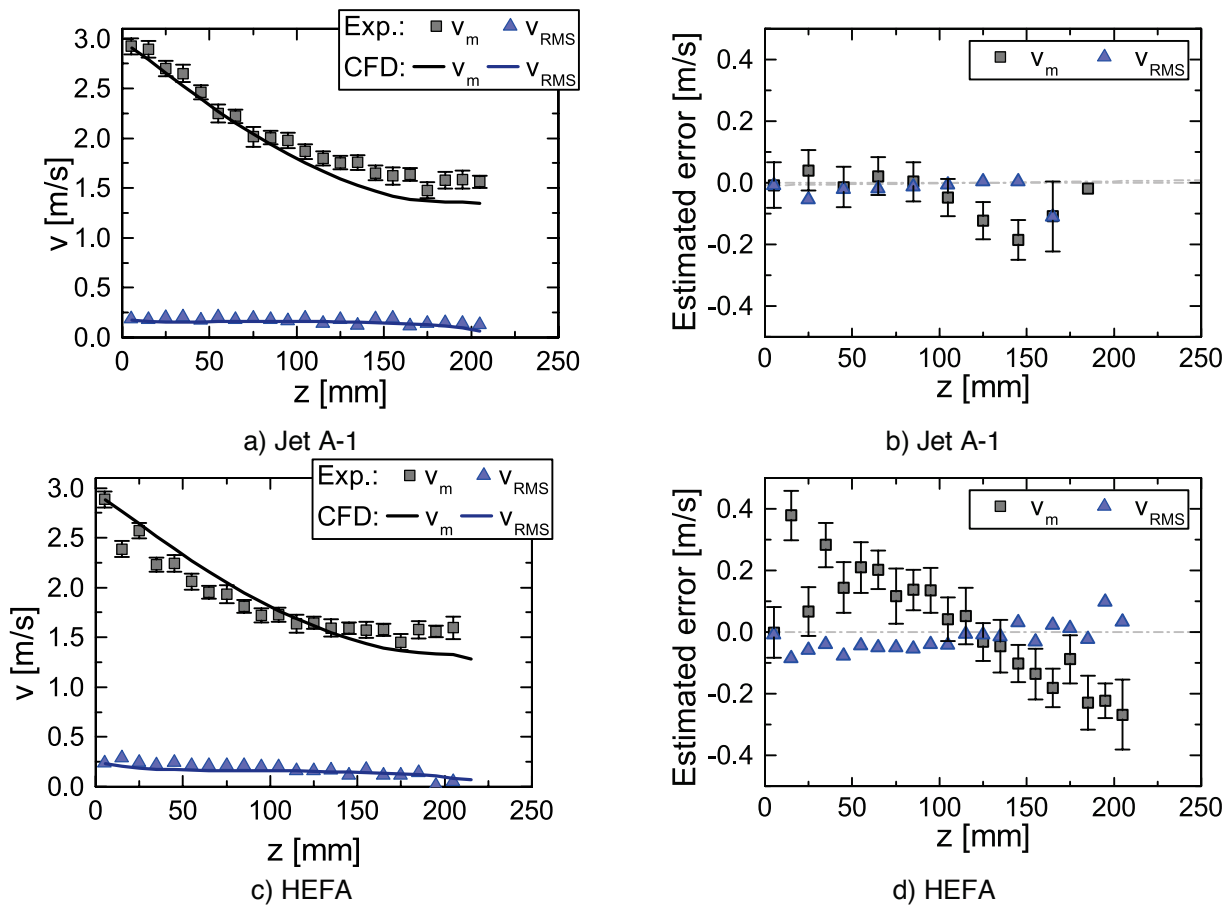 Exp.: v_m v_RMS
CFD: v_m v_RMS
3.0
2.5
2.0
1.5
1.0
0.5
0.0
v [m/s]
0 50 100 150 200 250
z [mm]
a) Jet A-1
v_m v_RMS
0.4
0.2
0.0
-0.2
-0.4
Estimated error [m/s]
0 50 100 150 200 250
z [mm]
b) Jet A-1
Exp.: v_m v_RMS
CFD: v_m v_RMS
3.0
2.5
2.0
1.5
1.0
0.5
0.0
v [m/s]
0 50 100 150 200 250
z [mm]
c) HEFA
v_m v_RMS
0.4
0.2
0.0
-0.2
-0.4
Estimated error [m/s]
0 50 100 150 200 250
z [mm]
d) HEFA